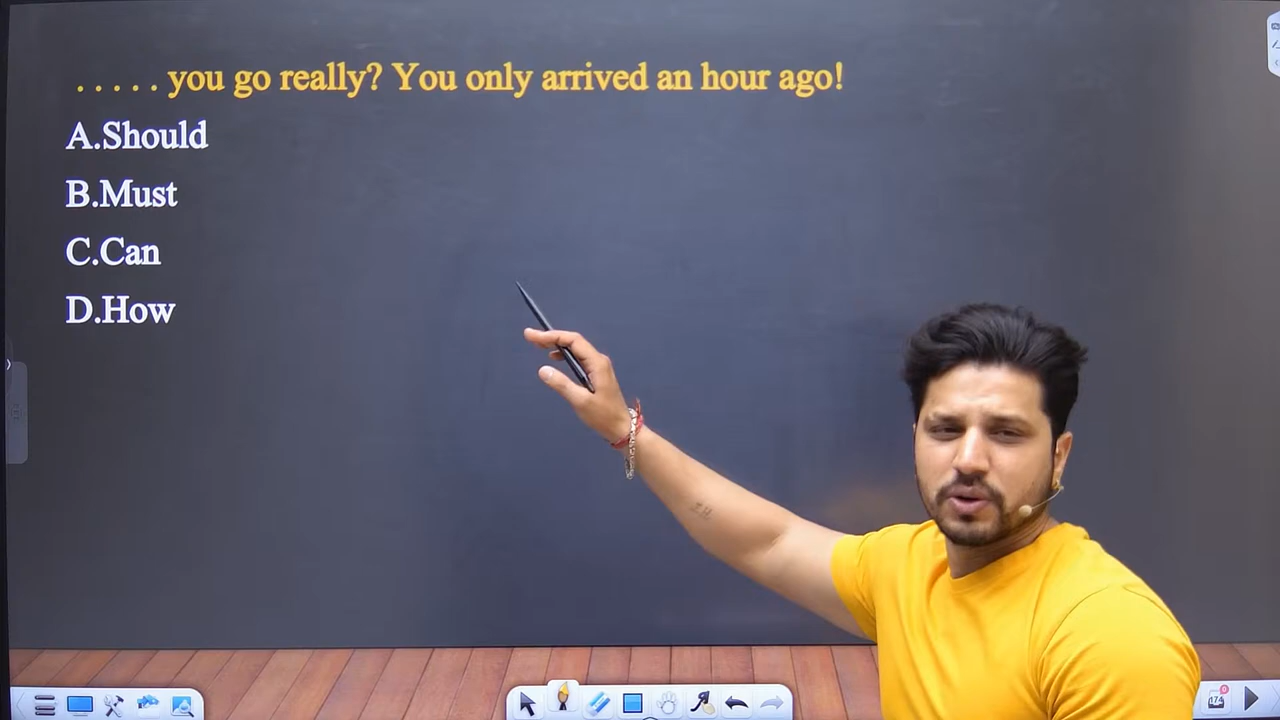 . . . . . you go really? You only arrived an hour ago!
A.Should
B.Must
C.Can
D.How